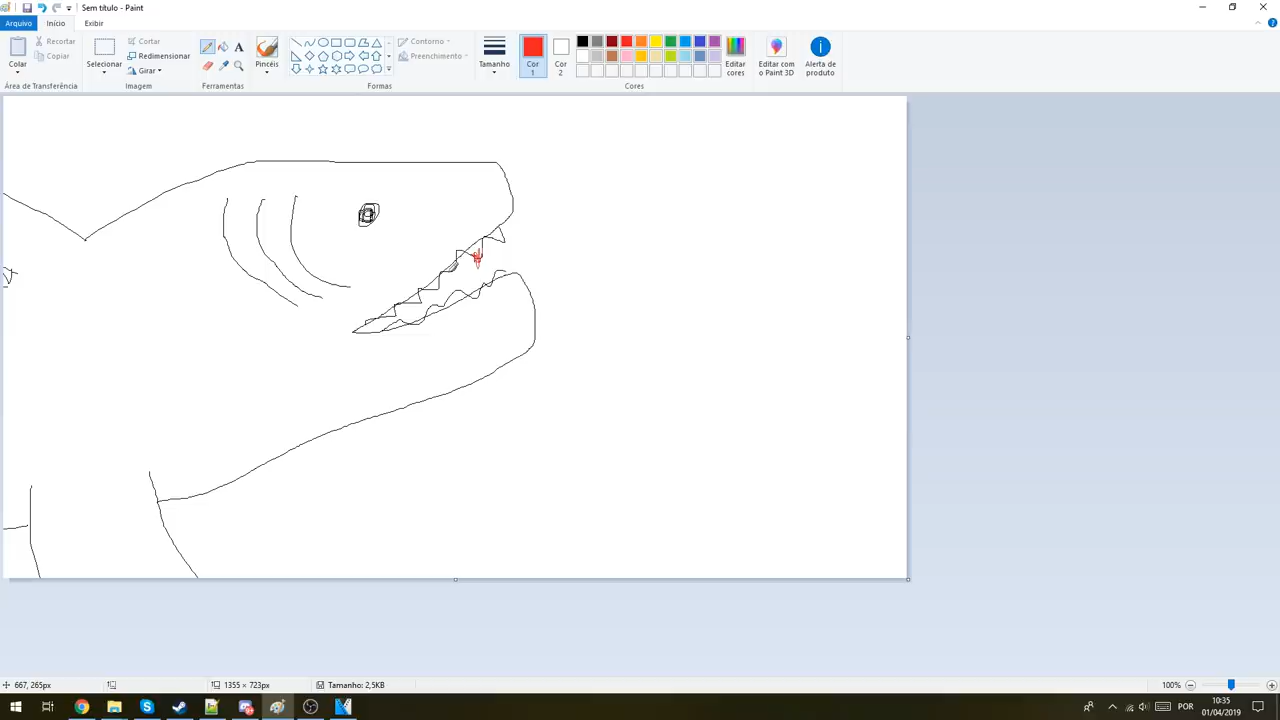 Sem título - Paint
Arquivo Início Exibir
Colar
Recortar
Copiar
Área de Transferência
Selecionar
Cortar
Redimensionar
Girar
Imagem
A
Ferramentas
Pincéis
Contorno
Preenchimento
Formas
Tamanho
Cor 1
Cor 2
Editar cores
Cores
Editar com o Paint 3D
Alerta de produto
667, 265px
1355 × 723px
Tamanho: 2,5KB
100%
POR
10:35
01/04/2019